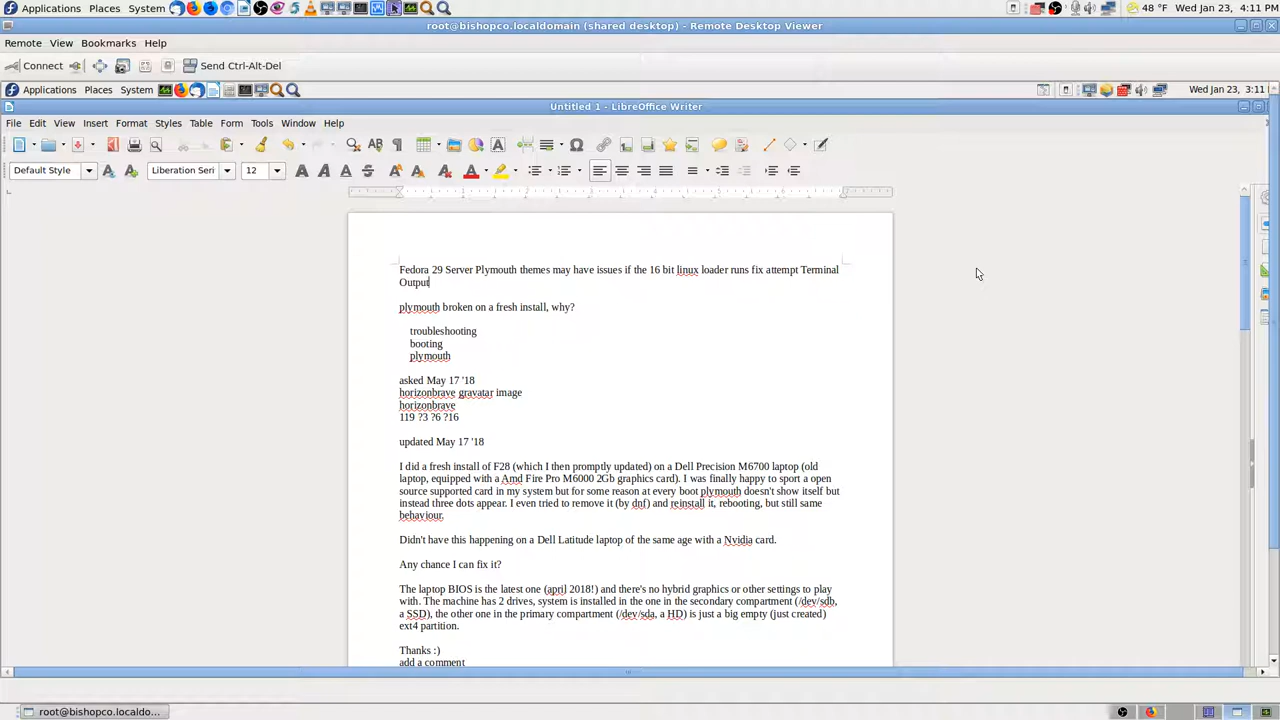 Applications Places System 48 °F Wed Jan 23, 4:11 PM
root@bishopco.localdomain (shared desktop) - Remote Desktop Viewer
Remote View Bookmarks Help
Connect Send Ctrl-Alt-Del
Applications Places System Wed Jan 23, 3:11
Untitled 1 - LibreOffice Writer
File Edit View Insert Format Styles Table Form Tools Window Help
Default Style Liberation Seri 12
Fedora 29 Server Plymouth themes may have issues if the 16 bit linux loader runs fix attempt Terminal
Output
plymouth broken on a fresh install, why?
troubleshooting
booting
plymouth
asked May 17 '18
horizonbrave gravatar image
horizonbrave
119 ?3 ?6 ?16
updated May 17 '18
I did a fresh install of F28 (which I then promptly updated) on a Dell Precision M6700 laptop (old
laptop, equipped with a Amd Fire Pro M6000 2Gb graphics card). I was finally happy to sport a open
source supported card in my system but for some reason at every boot plymouth doesn't show itself but
instead three dots appear. I even tried to remove it (by dnf) and reinstall it, rebooting, but still same
behaviour.
Didn't have this happening on a Dell Latitude laptop of the same age with a Nvidia card.
Any chance I can fix it?
The laptop BIOS is the latest one (april 2018!) and there's no hybrid graphics or other settings to play
with. The machine has 2 drives, system is installed in the one in the secondary compartment (/dev/sdb,
a SSD), the other one in the primary compartment (/dev/sda, a HD) is just a big empty (just created)
ext4 partition.
Thanks :)
add a comment
root@bishopco.localdo...